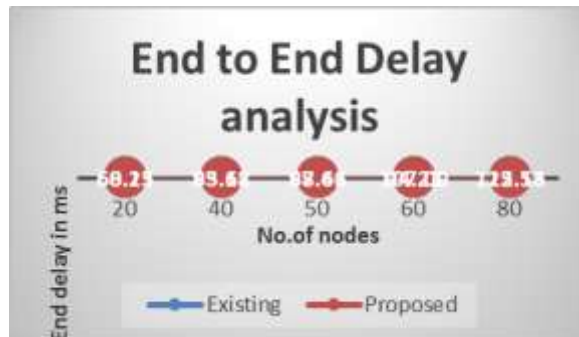 End to End Delay
analysis
20 40 50 60 80
No.of nodes
End delay in ms
Existing Proposed